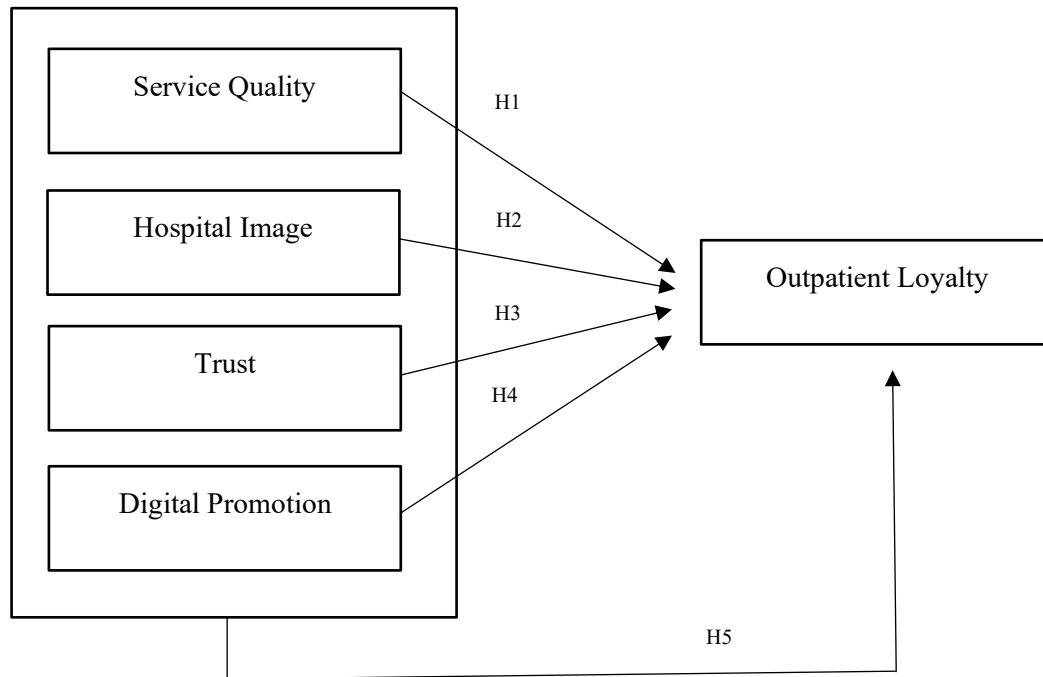 Service Quality
H1
Hospital Image
H2
Outpatient Loyalty
Trust
H3
H4
Digital Promotion
H5